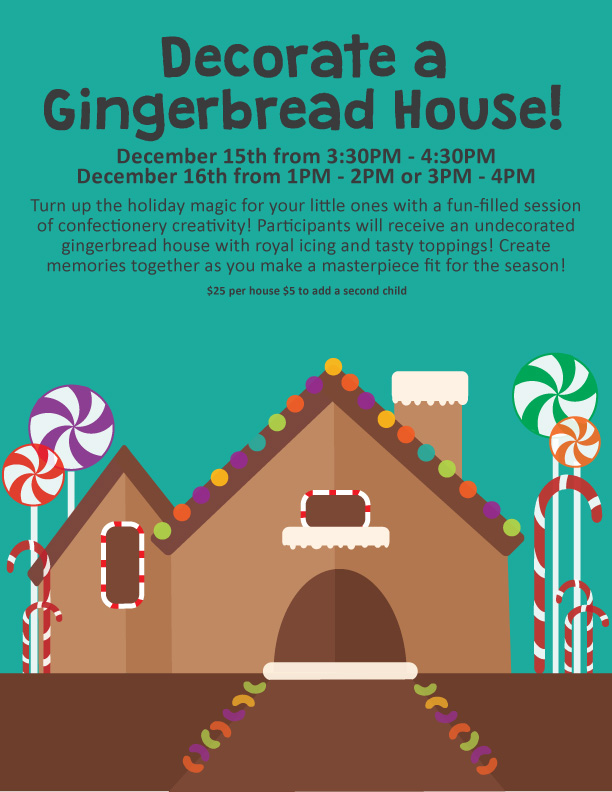 Decorate a
Gingerbread House!
December 15th from 3:30PM - 4:30PM
December 16th from 1PM - 2PM or 3PM - 4PM
Turn up the holiday magic for your little ones with a fun-filled session
of confectionery creativity! Participants will receive an undecorated
gingerbread house with royal icing and tasty toppings! Create
memories together as you make a masterpiece fit for the season!
$25 per house $5 to add a second child